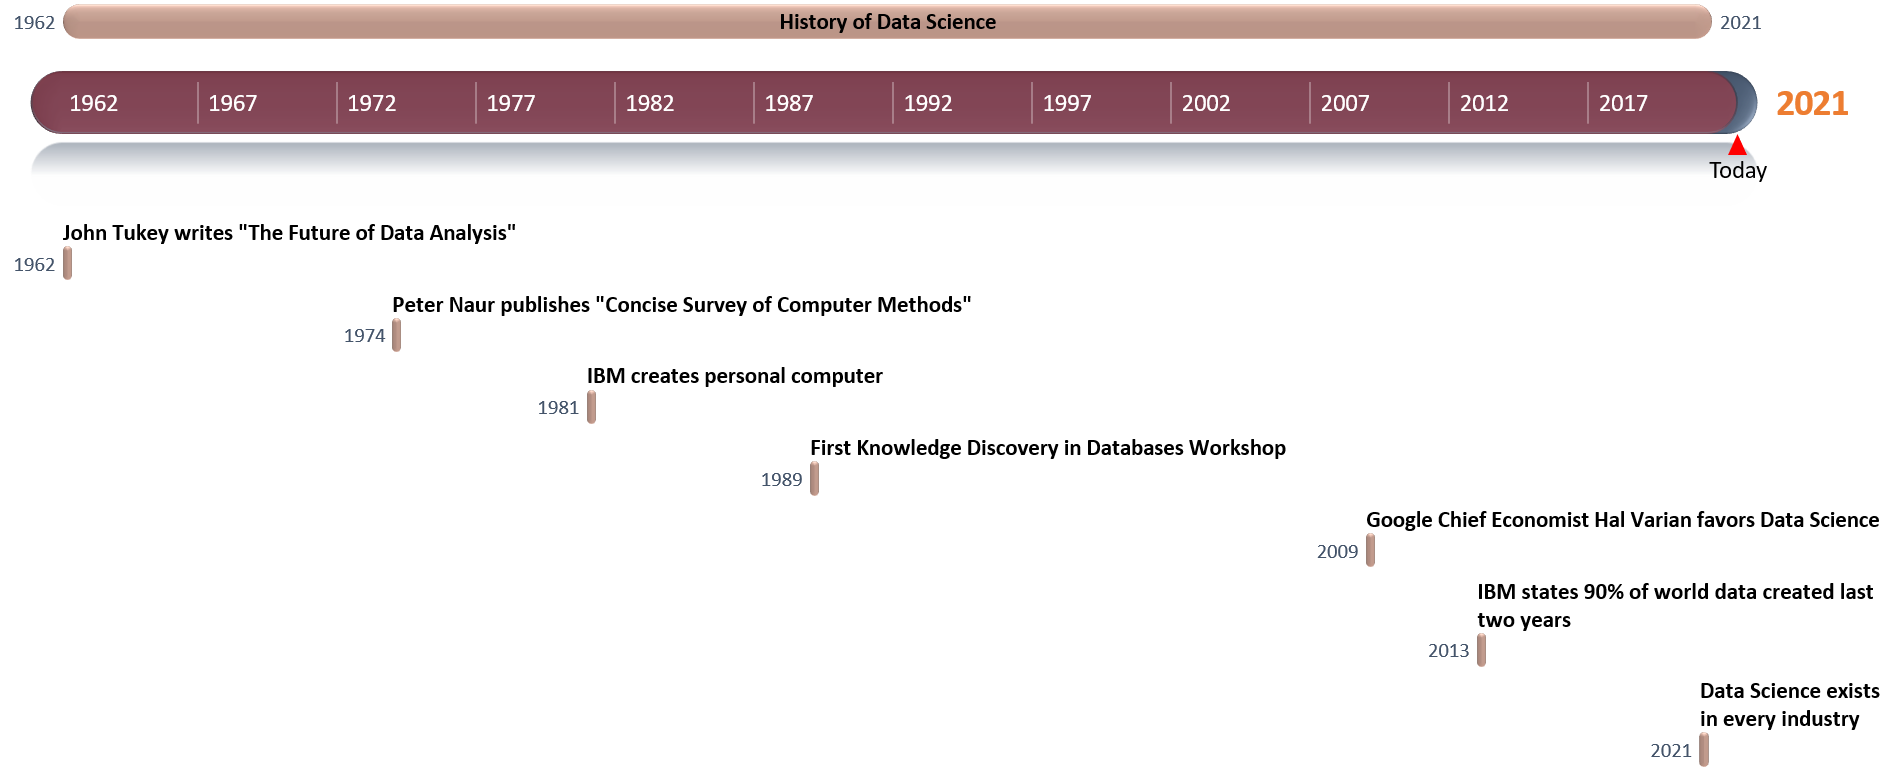 1962 History of Data Science 2021
1962 1967 1972 1977 1982 1987 1992 1997 2002 2007 2012 2017 2021
Today
John Tukey writes "The Future of Data Analysis"
1962
Peter Naur publishes "Concise Survey of Computer Methods"
1974
IBM creates personal computer
1981
First Knowledge Discovery in Databases Workshop
1989
Google Chief Economist Hal Varian favors Data Science
2009
IBM states 90% of world data created last
two years
2013
Data Science exists
in every industry
2021